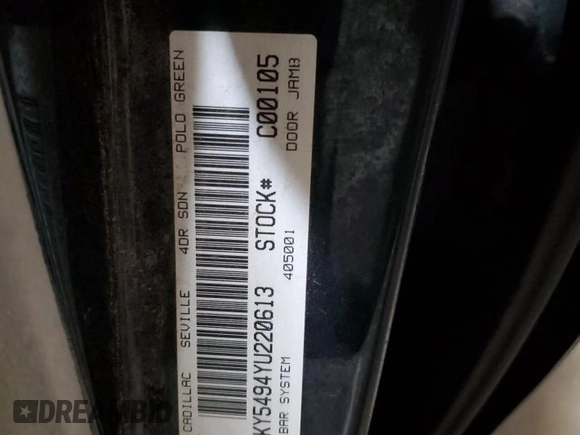 CADILLAC SEVILLE 4DR SDN POLO GREEN
KY5494YU220613 STOCK# C00105
BAR SYSTEM 405001 DOOR JAMB
DREAMBID